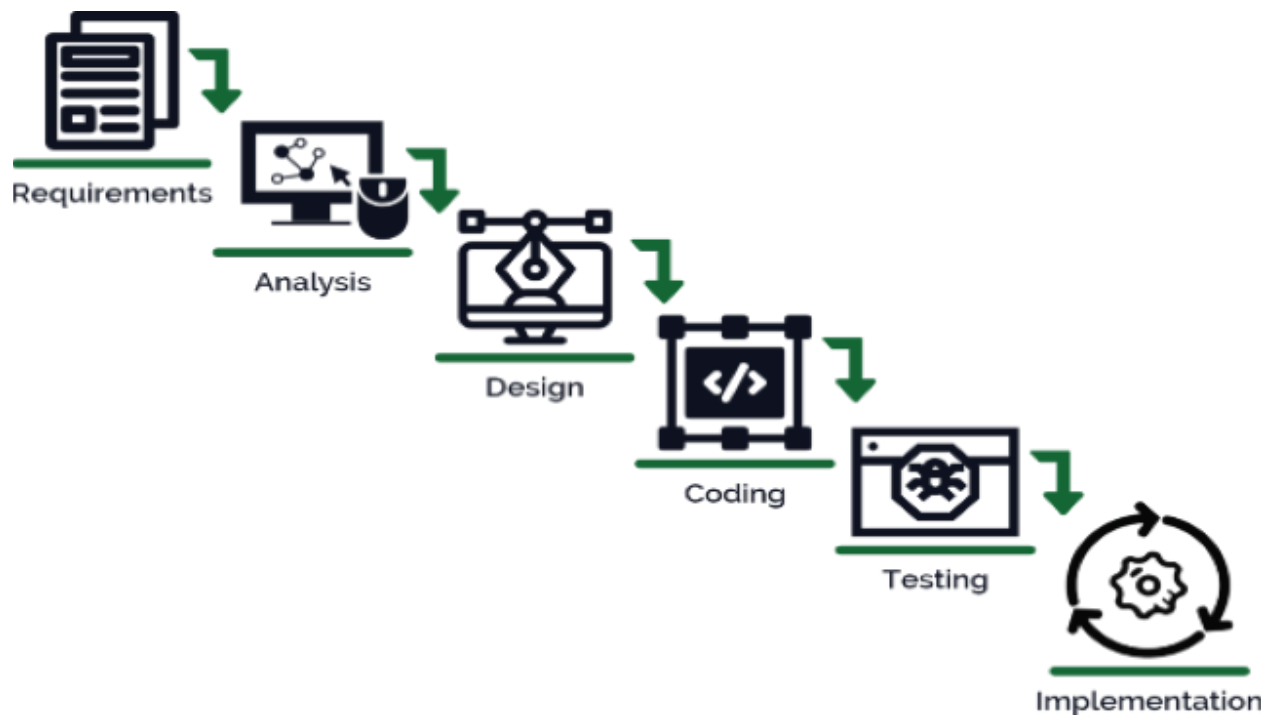 Requirements
Analysis
Design
</>
Coding
Testing
Implementation